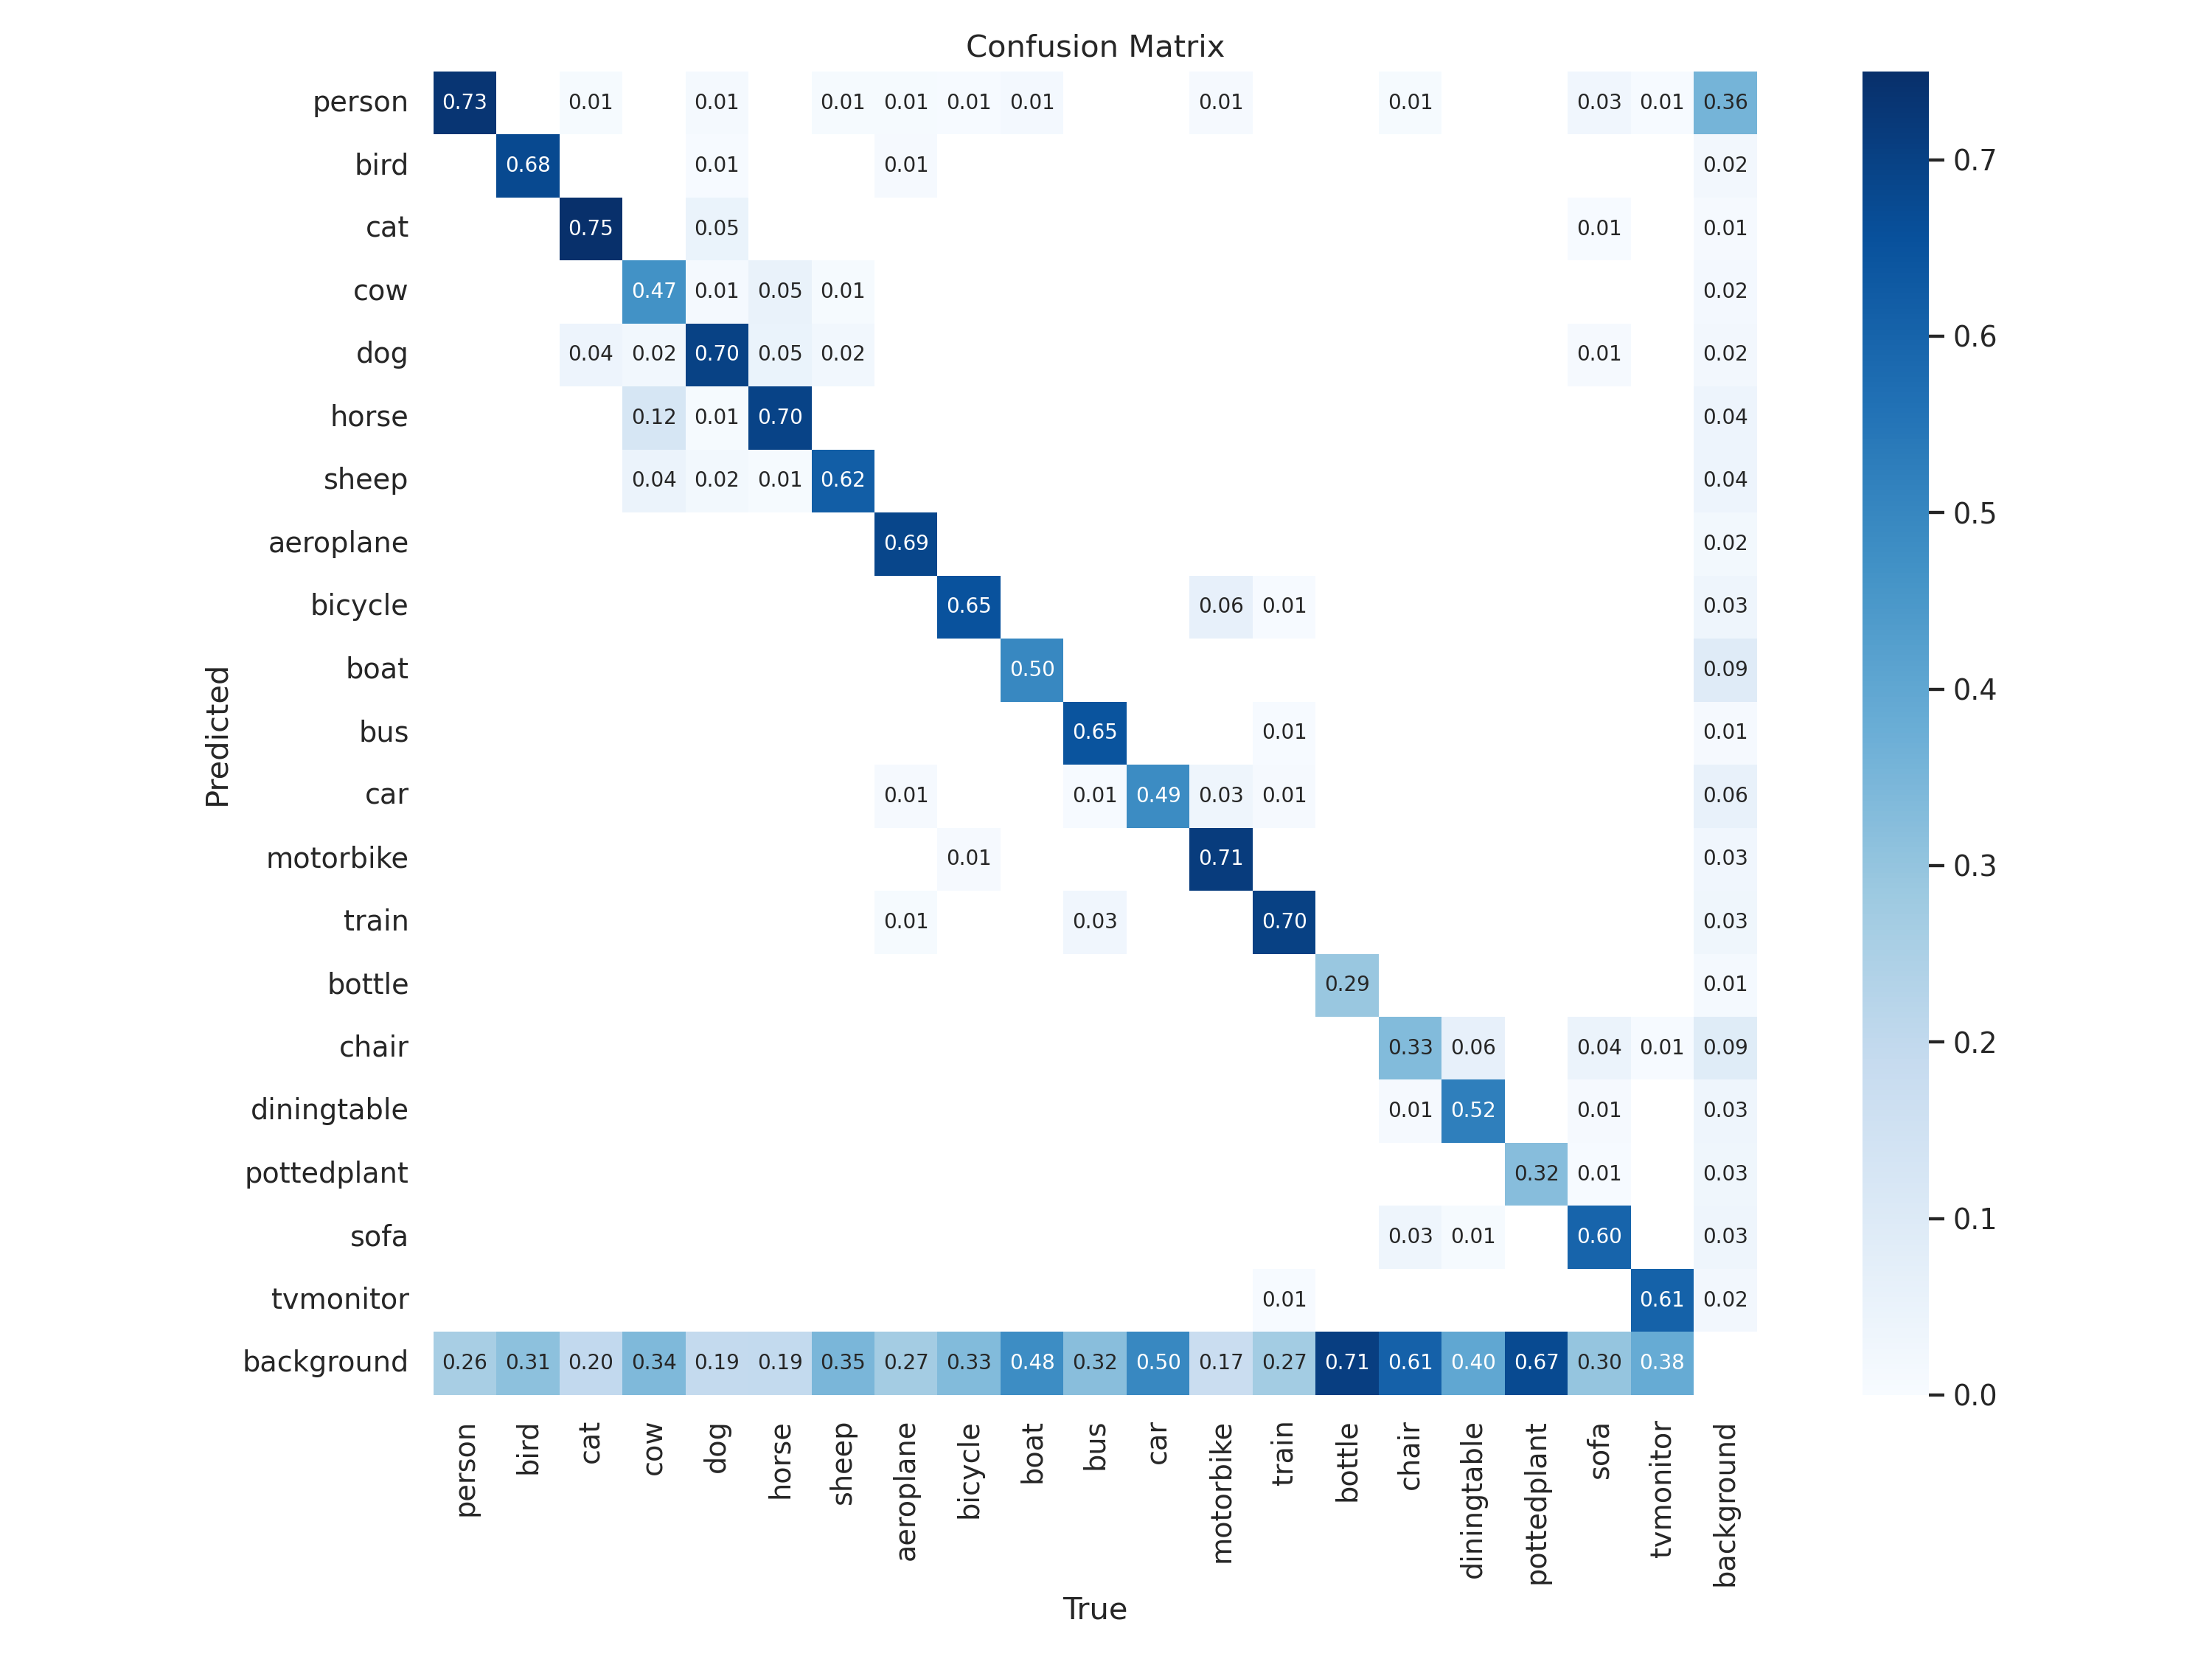 Confusion Matrix
person 0.73 0.01 0.01 0.01 0.01 0.01 0.01 0.01 0.01 0.03 0.01 0.36
bird 0.68 0.01 0.01 0.02
0.7
cat 0.75 0.05 0.01 0.01
cow 0.47 0.01 0.05 0.01 0.02
0.6
dog 0.04 0.02 0.70 0.05 0.02 0.01 0.02
horse 0.12 0.01 0.70 0.04
sheep 0.04 0.02 0.01 0.62 0.04
0.5
aeroplane 0.69 0.02
bicycle 0.65 0.06 0.01 0.03
boat 0.50 0.09
0.4
Predicted
bus 0.65 0.01 0.01
car 0.01 0.01 0.49 0.03 0.01 0.06
motorbike 0.01 0.71 0.03
0.3
train 0.01 0.03 0.70 0.03
bottle 0.29 0.01
chair 0.33 0.06 0.04 0.01 0.09
0.2
diningtable 0.01 0.52 0.01 0.03
pottedplant 0.32 0.01 0.03
0.1
sofa 0.03 0.01 0.60 0.03
tvmonitor 0.01 0.61 0.02
background 0.26 0.31 0.20 0.34 0.19 0.19 0.35 0.27 0.33 0.48 0.32 0.50 0.17 0.27 0.71 0.61 0.40 0.67 0.30 0.38
0.0
person bird cat cow dog horse sheep aeroplane bicycle boat bus car motorbike train bottle chair diningtable pottedplant sofa tvmonitor background
True